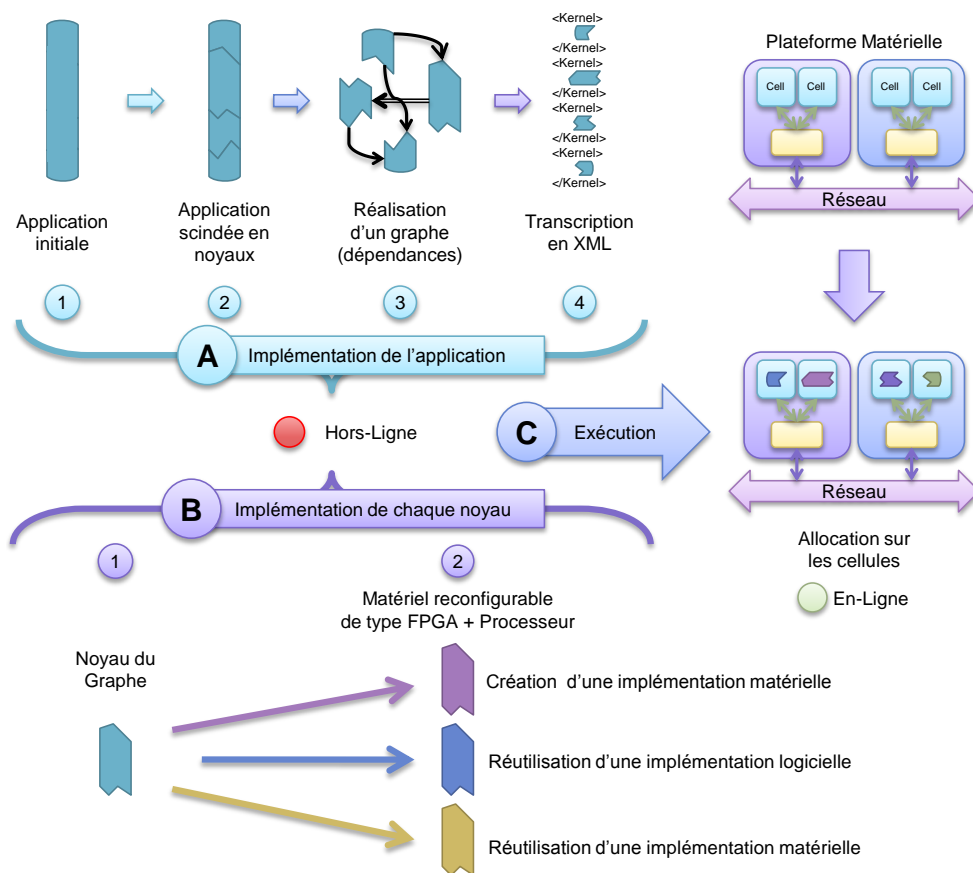 Application
initiale
Application
scindée en
noyaux
Réalisation
d'un graphe
(dépendances)
<Kernel>
</Kernel>
<Kernel>
</Kernel>
<Kernel>
</Kernel>
<Kernel>
</Kernel>
Transcription
en XML
1
2
3
4
A Implémentation de l'application
Hors-Ligne
B Implémentation de chaque noyau
C Exécution
Plateforme Matérielle
Cell Cell Cell Cell
Réseau
Réseau
Allocation sur
les cellules
En-Ligne
1
2
Matériel reconfigurable
de type FPGA + Processeur
Noyau du
Graphe
Création d'une implémentation matérielle
Réutilisation d'une implémentation logicielle
Réutilisation d'une implémentation matérielle